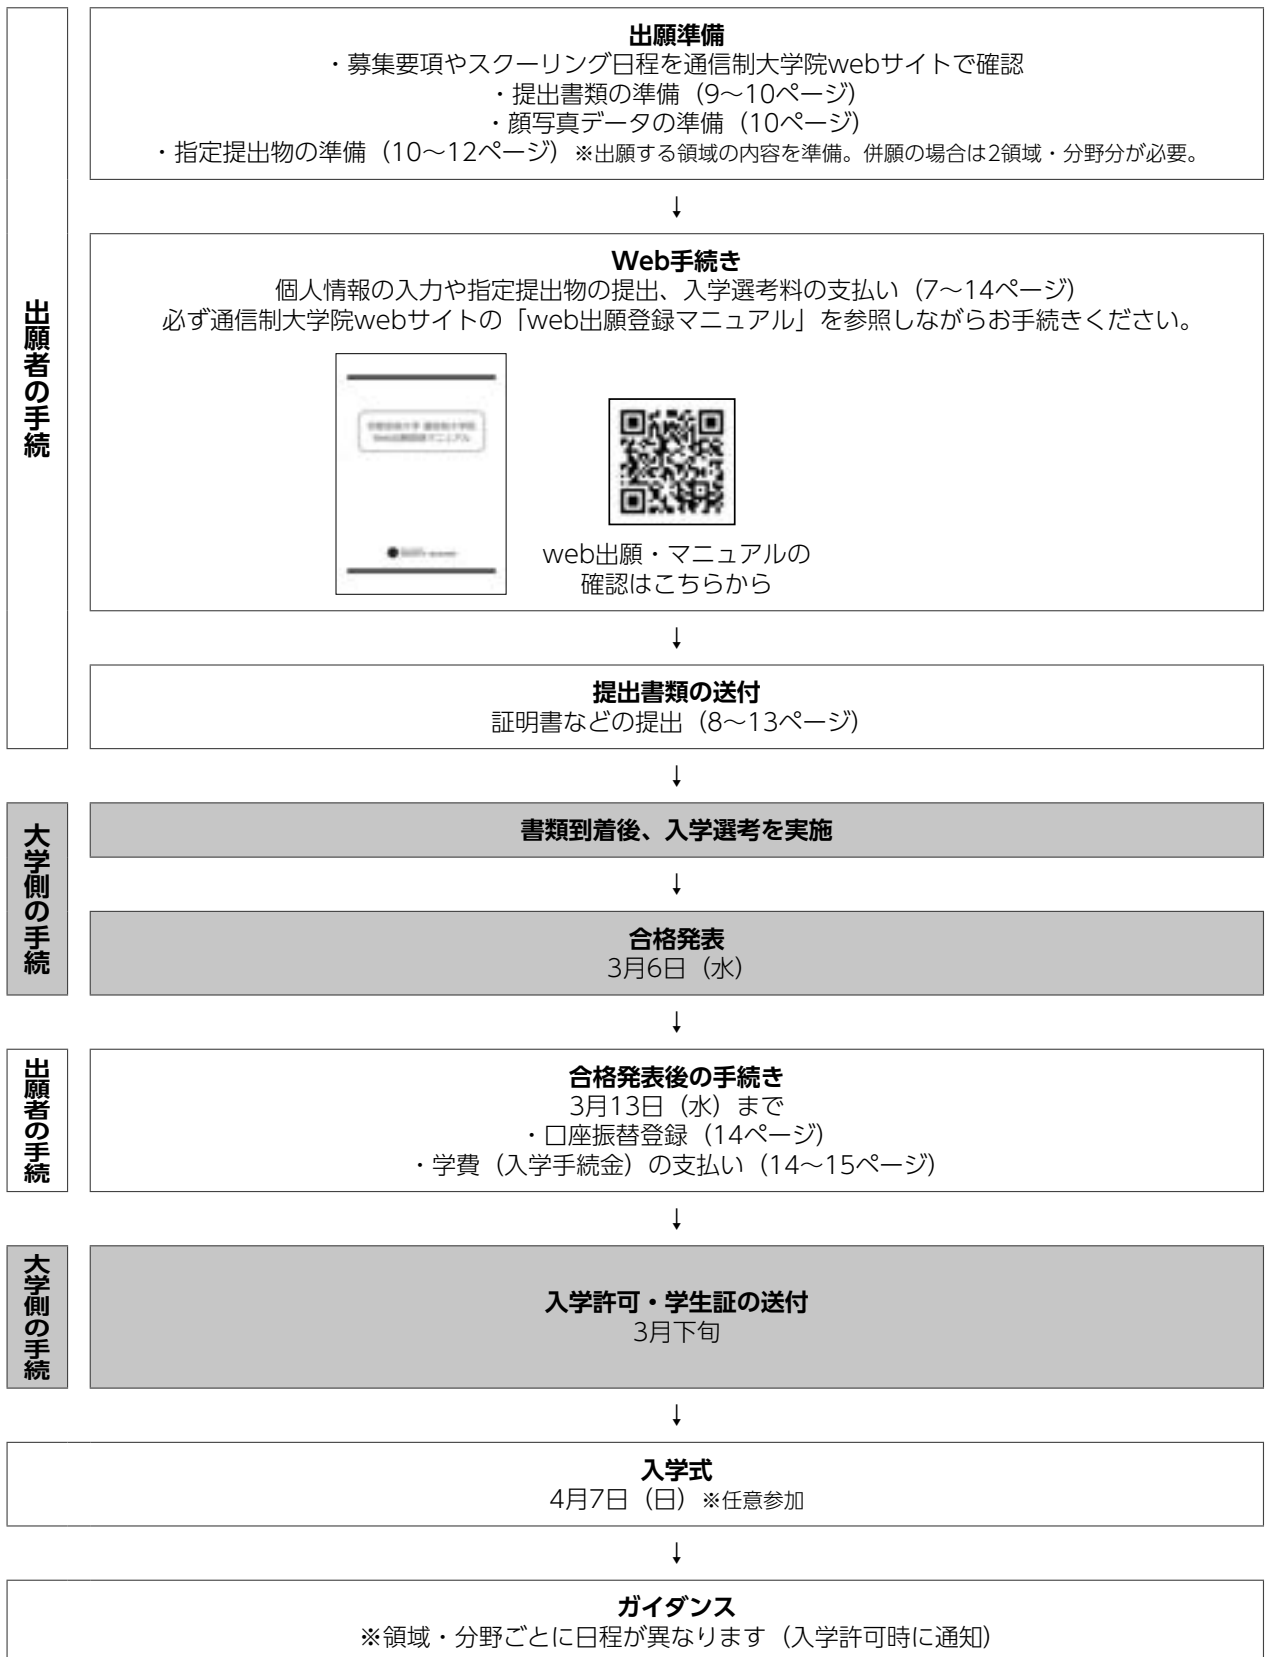 出願者の手続
出願準備
・募集要項やスクーリング日程を通信制大学院webサイトで確認
・提出書類の準備（9〜10ページ）
・顔写真データの準備（10ページ）
・指定提出物の準備（10〜12ページ）※出願する領域の内容を準備。併願の場合は2領域・分野分が必要。
↓
Web手続き
個人情報の入力や指定提出物の提出、入学選考料の支払い（7〜14ページ）
必ず通信制大学院webサイトの「web出願登録マニュアル」を参照しながらお手続きください。
web出願・マニュアルの
確認はこちらから
↓
提出書類の送付
証明書などの提出（8〜13ページ）
↓
大学側の手続
書類到着後、入学選考を実施
↓
合格発表
3月6日（水）
↓
出願者の手続
合格発表後の手続き
3月13日（水）まで
・口座振替登録（14ページ）
・学費（入学手続金）の支払い（14〜15ページ）
↓
大学側の手続
入学許可・学生証の送付
3月下旬
↓
入学式
4月7日（日）※任意参加
↓
ガイダンス
※領域・分野ごとに日程が異なります（入学許可時に通知）